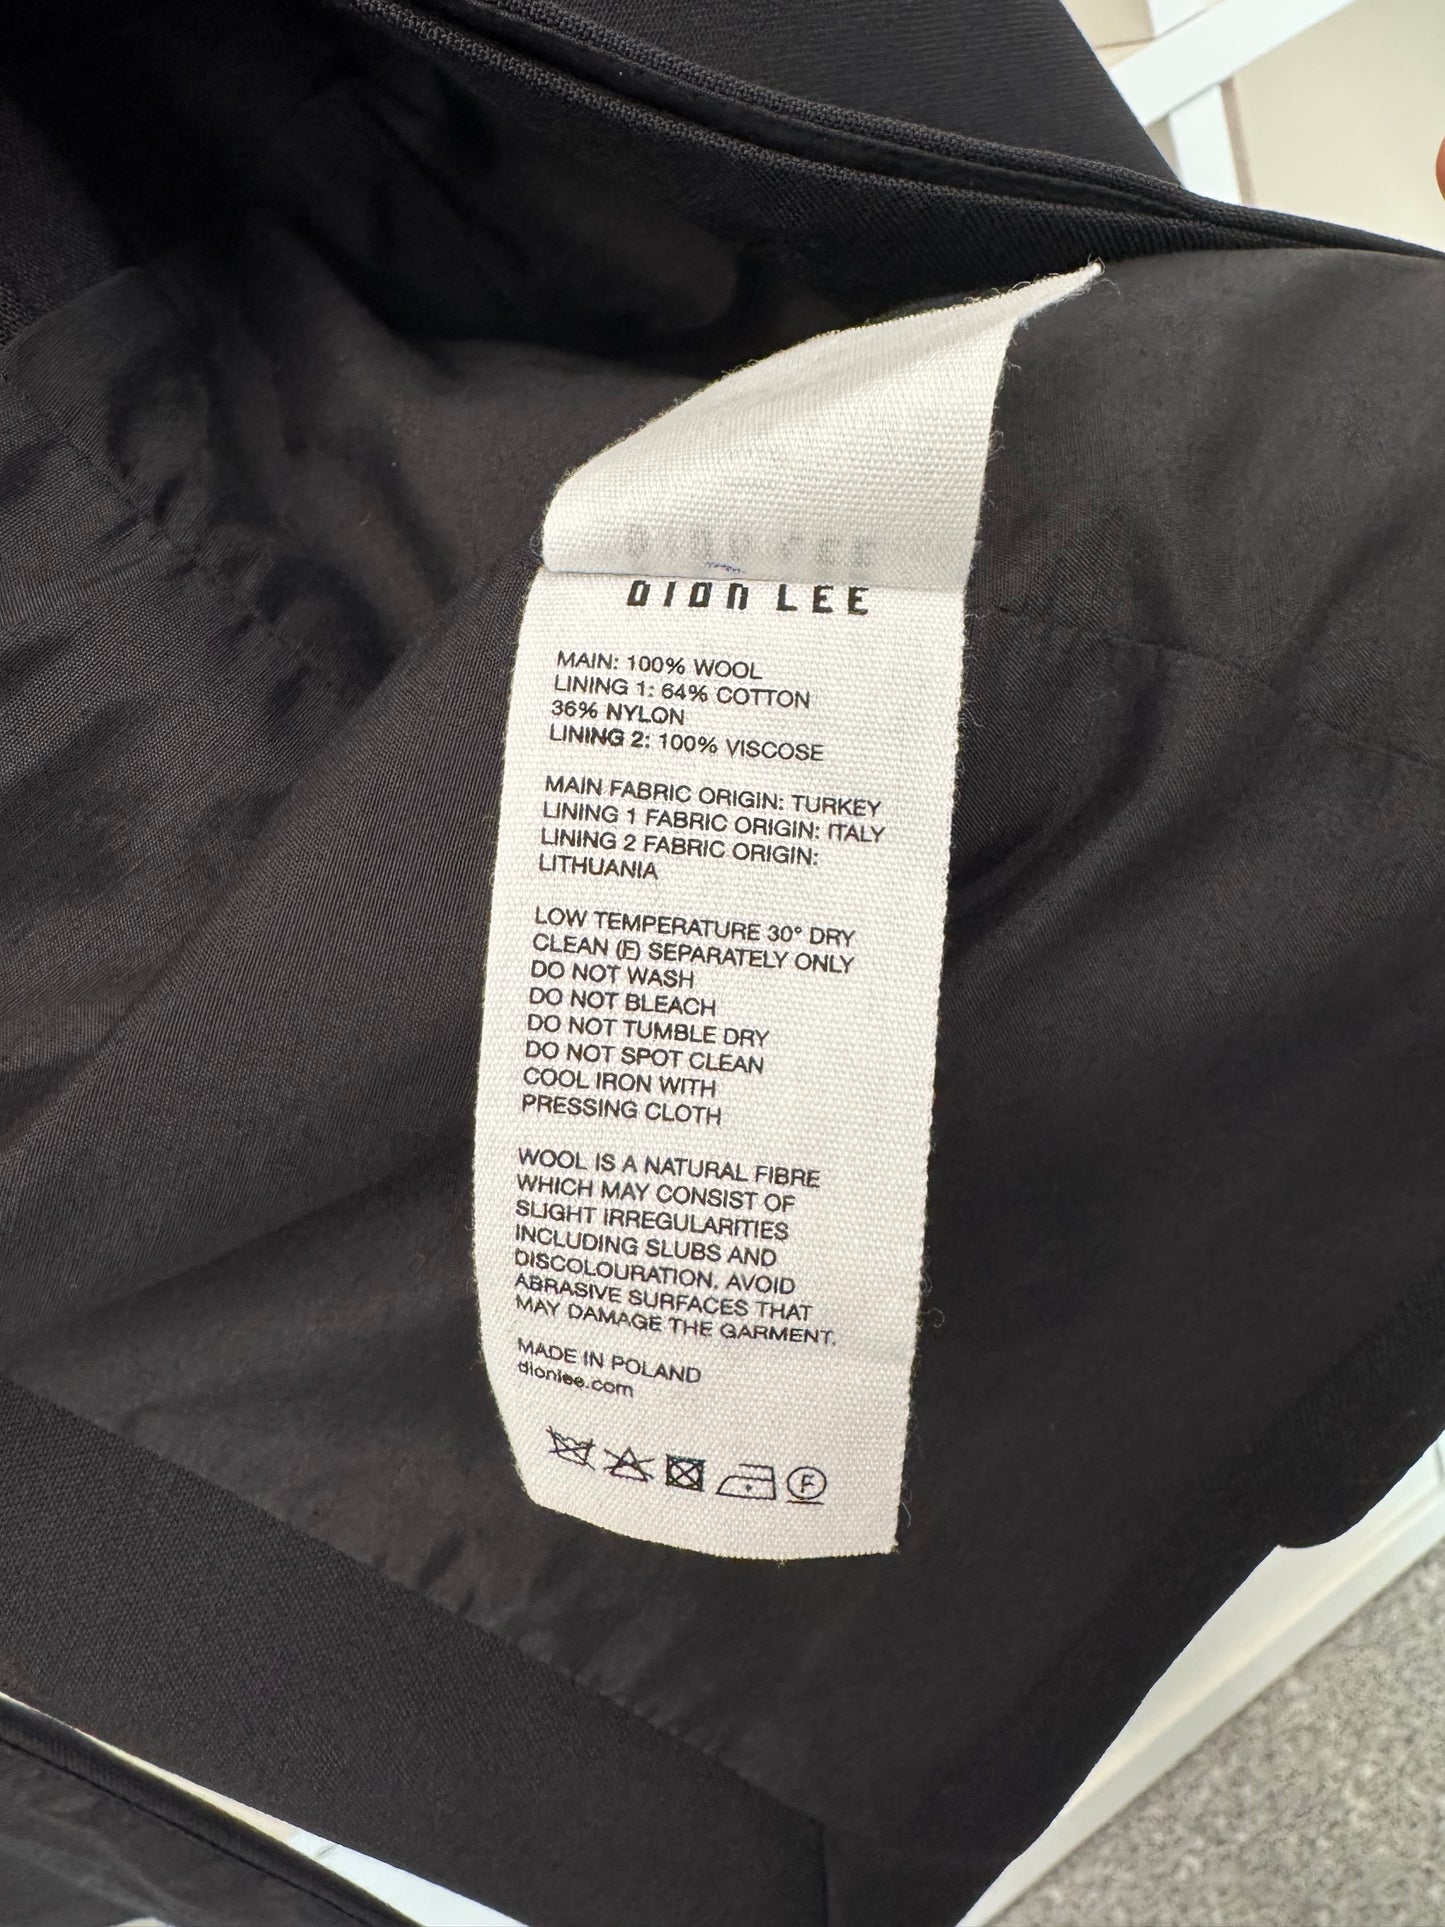 DION LEE
MAIN: 100% WOOL
LINING 1: 64% COTTON
36% NYLON
LINING 2: 100% VISCOSE
MAIN FABRIC ORIGIN: TURKEY
LINING 1 FABRIC ORIGIN: ITALY
LINING 2 FABRIC ORIGIN:
LITHUANIA
LOW TEMPERATURE 30° DRY
CLEAN (F) SEPARATELY ONLY
DO NOT WASH
DO NOT BLEACH
DO NOT TUMBLE DRY
DO NOT SPOT CLEAN
COOL IRON WITH
PRESSING CLOTH
WOOL IS A NATURAL FIBRE
WHICH MAY CONSIST OF
SLIGHT IRREGULARITIES
INCLUDING SLUBS AND
DISCOLOURATION. AVOID
ABRASIVE SURFACES THAT
MAY DAMAGE THE GARMENT.
MADE IN POLAND
dionlee.com
F